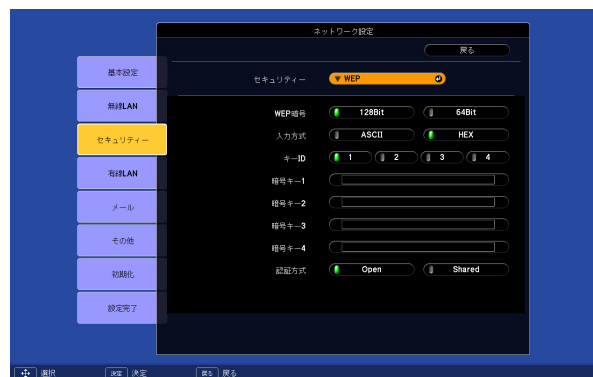 ネットワーク設定
戻る
基本設定
無線LAN
セキュリティー
有線LAN
メール
その他
初期化
設定完了
セキュリティー ▼ WEP
WEP暗号 128Bit 64Bit
入力方式 ASCII HEX
キーID 1 2 3 4
暗号キー1
暗号キー2
暗号キー3
暗号キー4
認証方式 Open Shared
選択 決定 決定 戻る 戻る